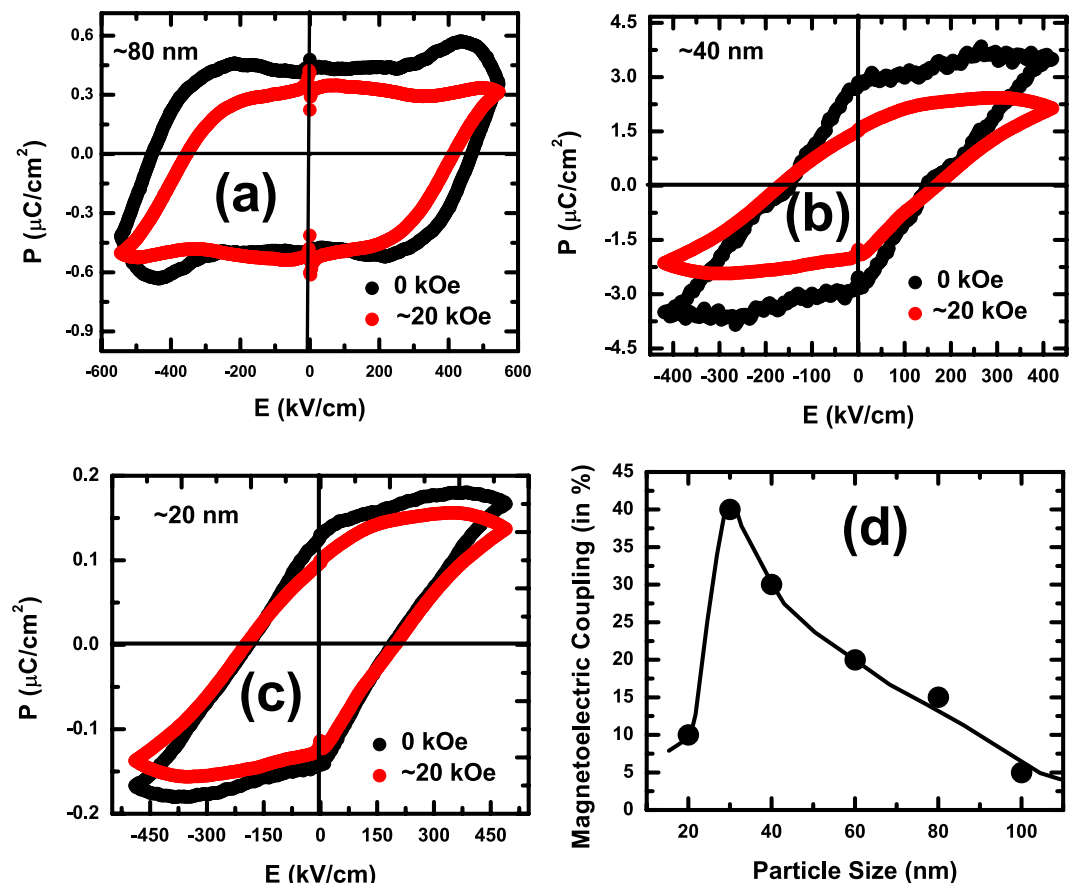 ~80 nm
P (µC/cm²)
0.6
0.3
0.0
-0.3
-0.6
-0.9
(a)
0 kOe
~20 kOe
-600 -400 -200 0 200 400 600
E (kV/cm)
~40 nm
P (µC/cm²)
4.5
3.0
1.5
0.0
-1.5
-3.0
-4.5
(b)
0 kOe
~20 kOe
-400 -300 -200 -100 0 100 200 300 400
E (kV/cm)
~20 nm
P (µC/cm²)
0.2
0.1
0.0
-0.1
-0.2
(c)
0 kOe
~20 kOe
-450 -300 -150 0 150 300 450
E (kV/cm)
(d)
Magnetoelectric Coupling (in %)
45
40
35
30
25
20
15
10
5
0
20 40 60 80 100
Particle Size (nm)